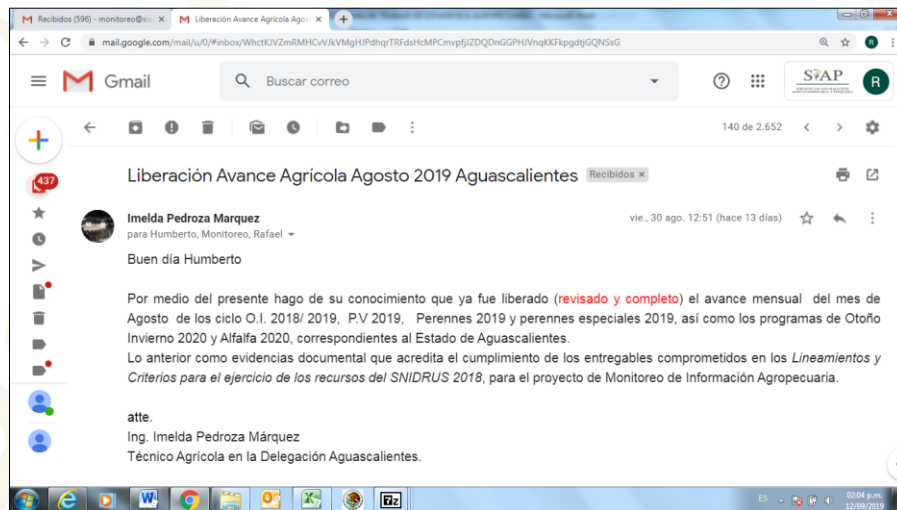 Recibidos (596) - monitoreo@si
Liberación Avance Agrícola Ago
mail.google.com/mail/u/0/#inbox/
Gmail
Buscar correo
SIAP
R
140 de 2.652
437
Liberación Avance Agrícola Agosto 2019 Aguascalientes
Recibidos ×
Imelda Pedroza Marquez
vie., 30 ago. 12:51 (hace 13 días)
para Humberto, Monitoreo, Rafael
Buen día Humberto
Por medio del presente hago de su conocimiento que ya fue liberado (revisado y completo) el avance mensual del mes de
Agosto de los ciclo O.I. 2018/ 2019, P.V 2019, Perennes 2019 y perennes especiales 2019, así como los programas de Otoño
Invierno 2020 y Alfalfa 2020, correspondientes al Estado de Aguascalientes.
Lo anterior como evidencias documental que acredita el cumplimiento de los entregables comprometidos en los Lineamientos y
Criterios para el ejercicio de los recursos del SNIDRUS 2018, para el proyecto de Monitoreo de Información Agropecuaria.
atte.
Ing. Imelda Pedroza Márquez
Técnico Agrícola en la Delegación Aguascalientes.
ES
02:04 p.m.
12/09/2019